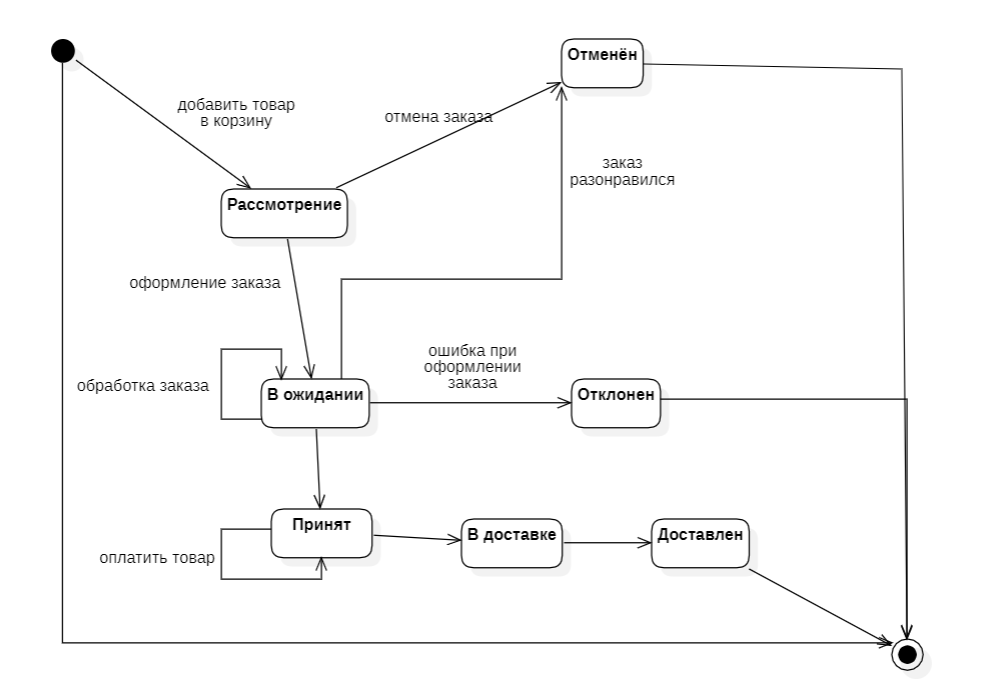 Отменён
добавить товар
в корзину
отмена заказа
заказ
разонравился
Рассмотрение
оформление заказа
ошибка при
оформлении
заказа
обработка заказа
В ожидании
Отклонен
Принят
В доставке
Доставлен
оплатить товар